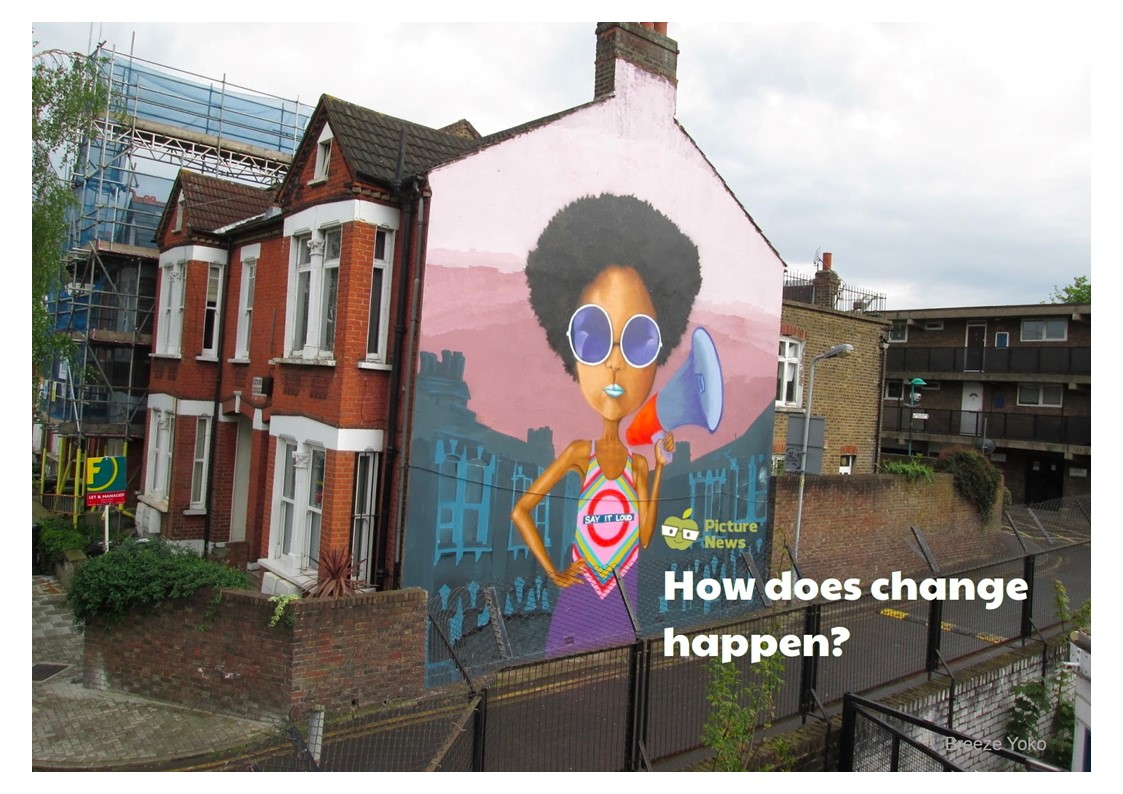 F
LET & MANAGED
SAY IT LOUD
Picture
News
How does change
happen?
Breeze Yoko